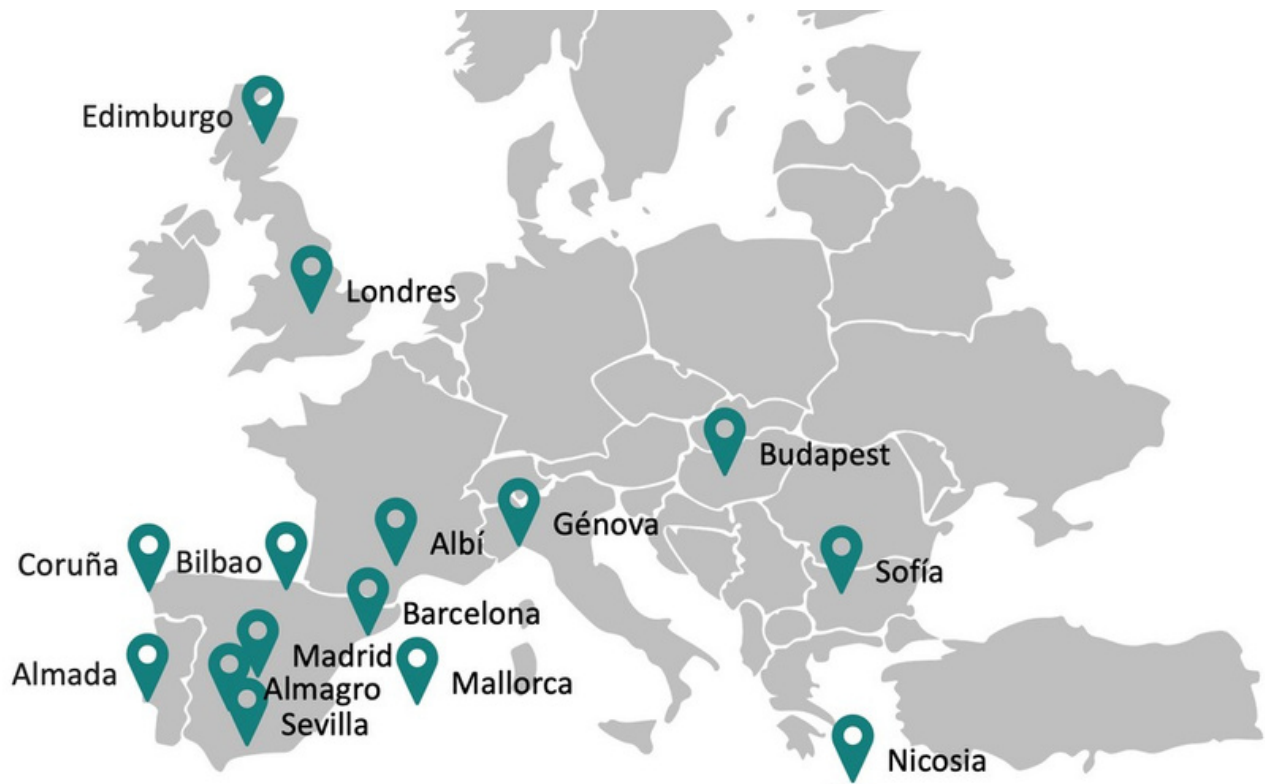 Edimburgo
Londres
Budapest
Génova
Albí
Coruña
Bilbao
Sofía
Barcelona
Madrid
Almada
Mallorca
Almagro
Sevilla
Nicosia